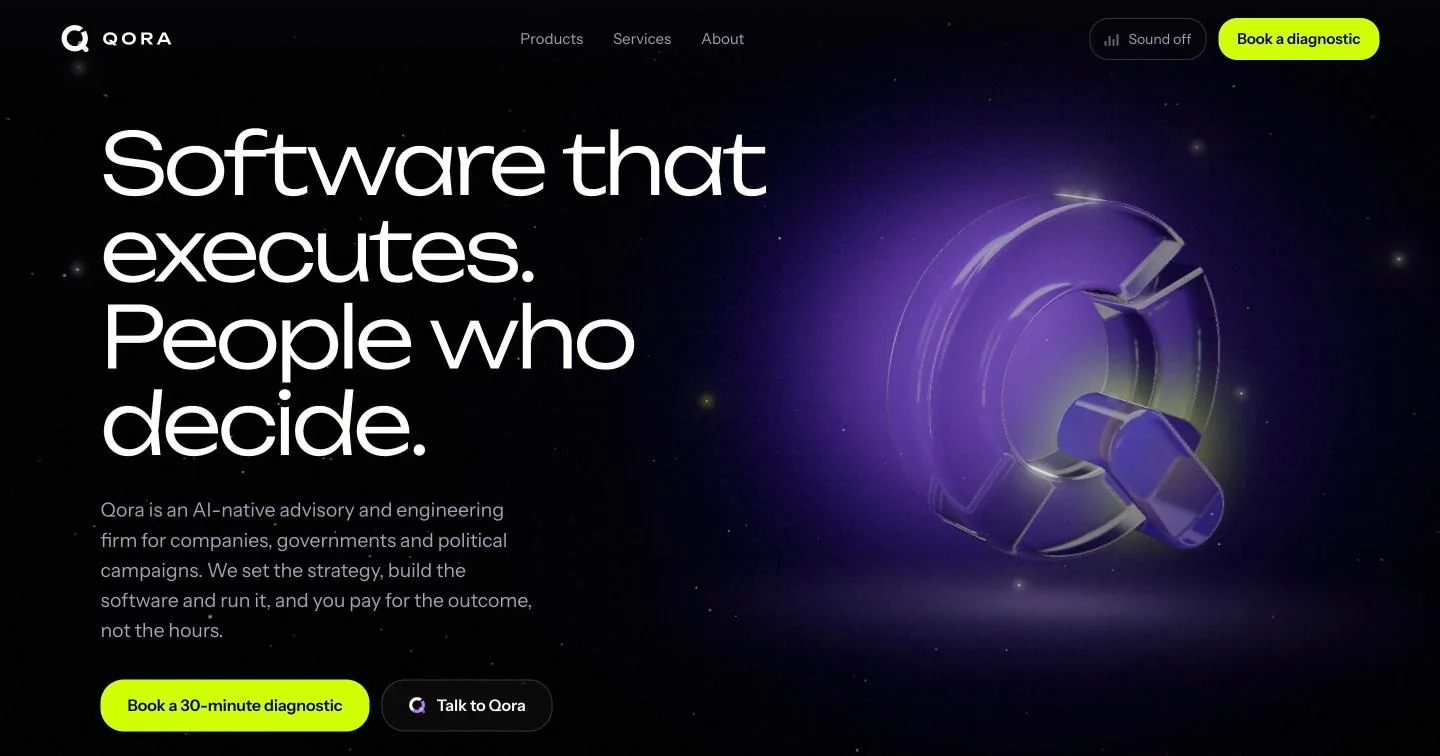 QORA
Products
Services
About
Sound off
Book a diagnostic
Software that
executes.
People who
decide.
Qora is an AI-native advisory and engineering
firm for companies, governments and political
campaigns. We set the strategy, build the
software and run it, and you pay for the outcome,
not the hours.
Book a 30-minute diagnostic
Talk to Qora